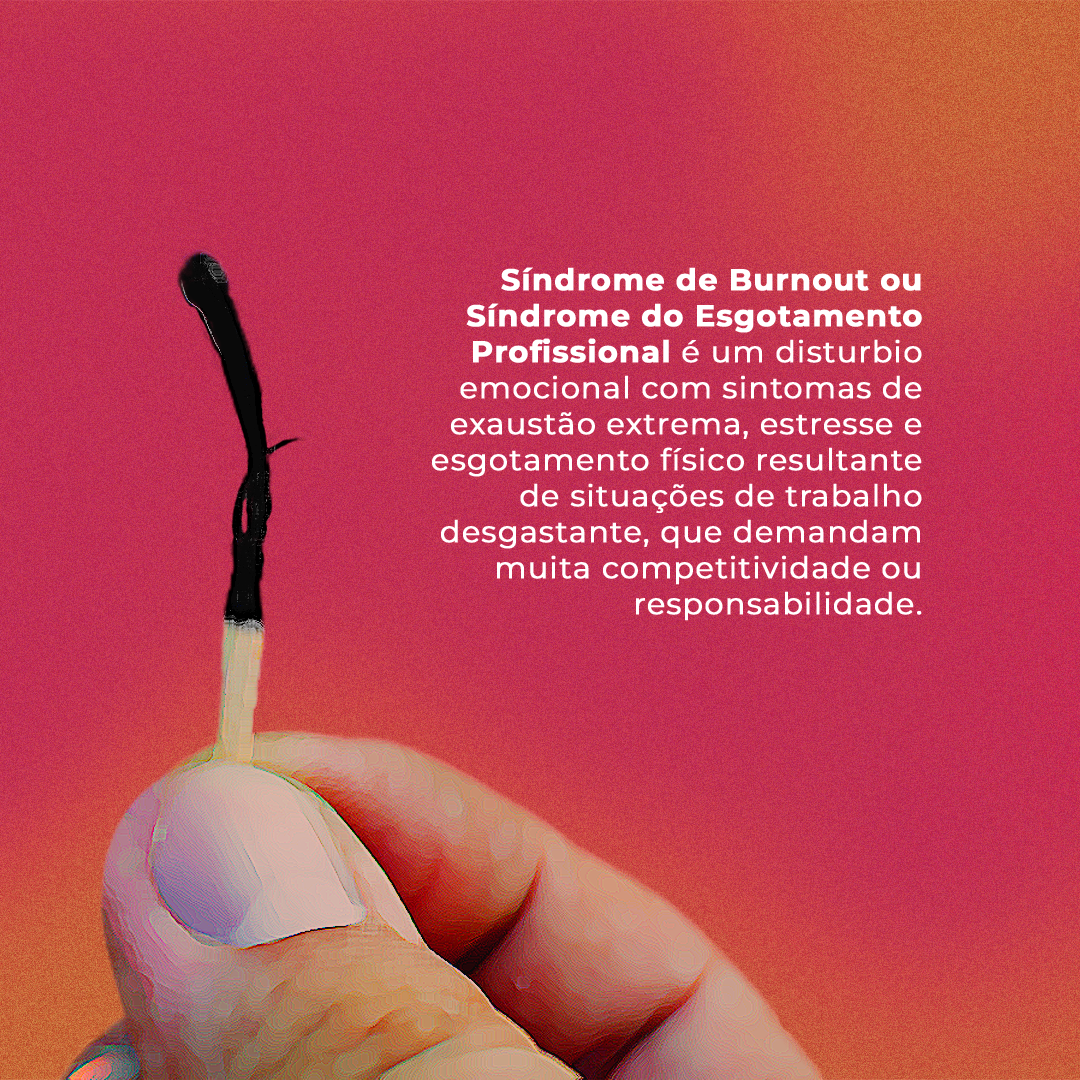 Síndrome de Burnout ou
Síndrome do Esgotamento
Profissional é um disturbio
emocional com sintomas de
exaustão extrema, estresse e
esgotamento físico resultante
de situações de trabalho
desgastante, que demandam
muita competitividade ou
responsabilidade.